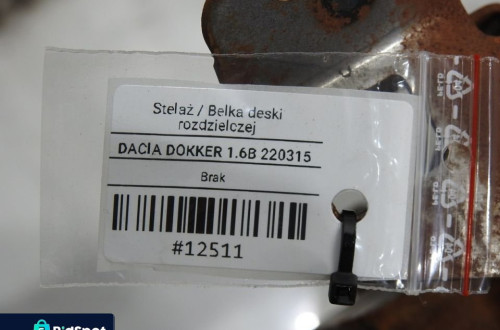 Stelaż / Belka deski
rozdzielczej
DACIA DOKKER 1.6B 220315
Brak
#12511